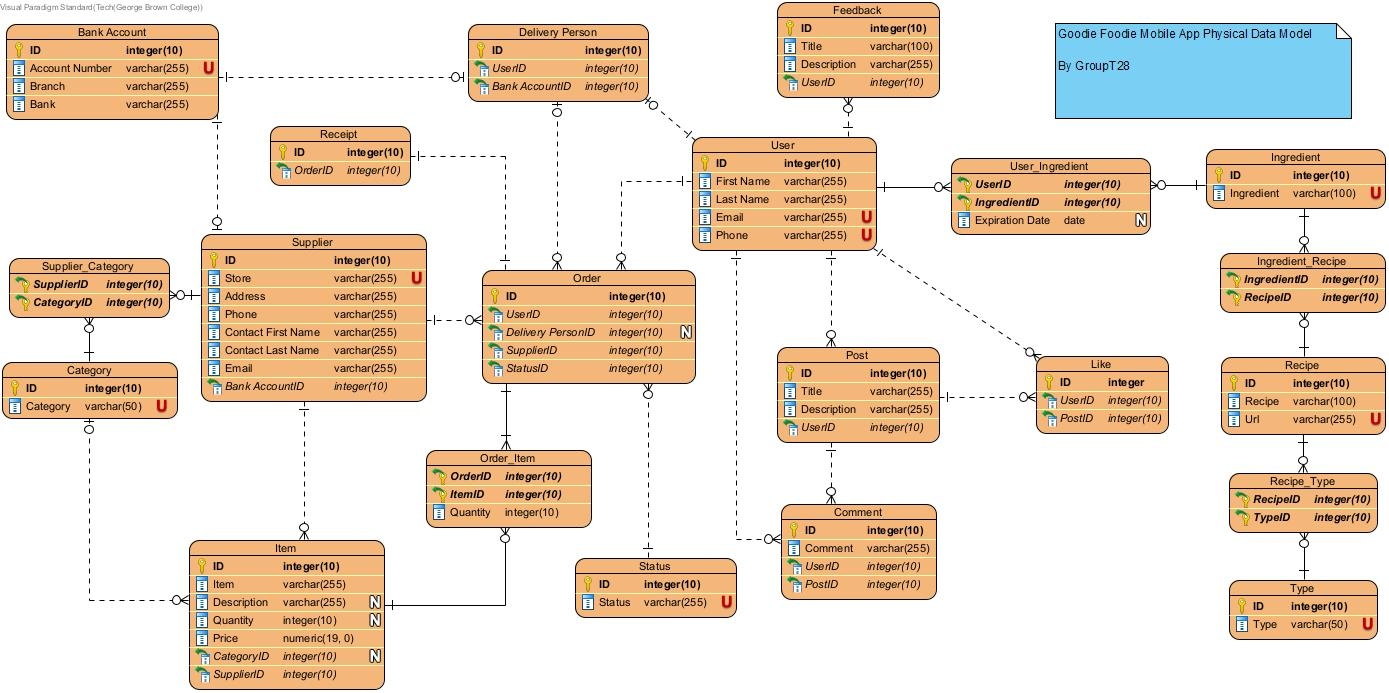 Visual Paradigm Standard(Tech(George Brown College))
Bank Account
ID integer(10)
Account Number varchar(255) U
Branch varchar(255)
Bank varchar(255)
Delivery Person
ID integer(10)
UserID integer(10)
Bank AccountID integer(10)
Feedback
ID integer(10)
Title varchar(100)
Description varchar(255)
UserID integer(10)
Goodie Foodie Mobile App Physical Data Model
By GroupT28
Receipt
ID integer(10)
OrderID integer(10)
User
ID integer(10)
First Name varchar(255)
Last Name varchar(255)
Email varchar(255) U
Phone varchar(255) U
User_Ingredient
UserID integer(10)
IngredientID integer(10)
Expiration Date date N
Ingredient
ID integer(10)
Ingredient varchar(100) U
Supplier_Category
SupplierID integer(10)
CategoryID integer(10)
Supplier
ID integer(10)
Store varchar(255) U
Address varchar(255)
Phone varchar(255)
Contact First Name varchar(255)
Contact Last Name varchar(255)
Email varchar(255)
Bank AccountID integer(10)
Order
ID integer(10)
UserID integer(10)
Delivery PersonID integer(10) N
SupplierID integer(10)
StatusID integer(10)
Ingredient_Recipe
IngredientID integer(10)
RecipeID integer(10)
Category
ID integer(10)
Category varchar(50) U
Post
ID integer(10)
Title varchar(255)
Description varchar(255)
UserID integer(10)
Like
ID integer
UserID integer(10)
PostID integer(10)
Recipe
ID integer(10)
Recipe varchar(100)
Url varchar(255) U
Order_Item
OrderID integer(10)
ItemID integer(10)
Quantity integer(10)
Recipe_Type
RecipeID integer(10)
TypeID integer(10)
Item
ID integer(10)
Item varchar(255)
Description varchar(255) N
Quantity integer(10) N
Price numeric(19, 0)
CategoryID integer(10) N
SupplierID integer(10)
Status
ID integer(10)
Status varchar(255) U
Comment
ID integer(10)
Comment varchar(255)
UserID integer(10)
PostID integer(10)
Type
ID integer(10)
Type varchar(50) U